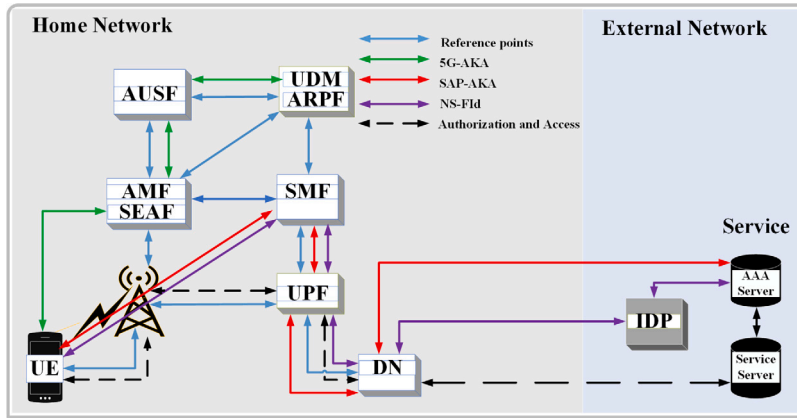 Home Network
External Network
Reference points
5G-AKA
SAP-AKA
NS-FId
Authorization and Access
AUSF
UDM
ARPF
AMF
SEAF
SMF
Service
UPF
AAA
Server
IDP
UE
DN
Service
Server